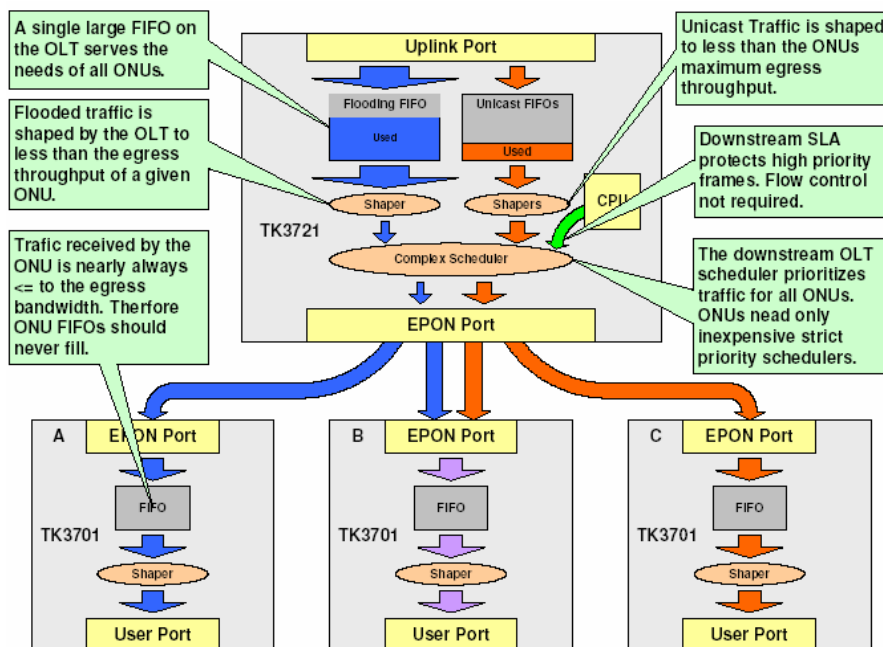 A single large FIFO on
the OLT serves the
needs of all ONUs.
Uplink Port
Unicast Traffic is shaped
to less than the ONUs
maximum egress
throughput.
Flooded traffic is
shaped by the OLT to
less than the egress
throughput of a given
ONU.
Flooding FIFO
Used
Unicast FIFOs
Used
Downstream SLA
protects high priority
frames. Flow control
not required.
Shaper
Shapers
CPU
TK3721
Complex Scheduler
EPON Port
Trafic received by the
ONU is nearly always
<= to the egress
bandwidth. Therfore
ONU FIFOs should
never fill.
The downstream OLT
scheduler prioritizes
traffic for all ONUs.
ONUs nead only
inexpensive strict
priority schedulers.
A
EPON Port
FIFO
TK3701
Shaper
User Port
B
EPON Port
FIFO
TK3701
Shaper
User Port
C
EPON Port
FIFO
TK3701
Shaper
User Port